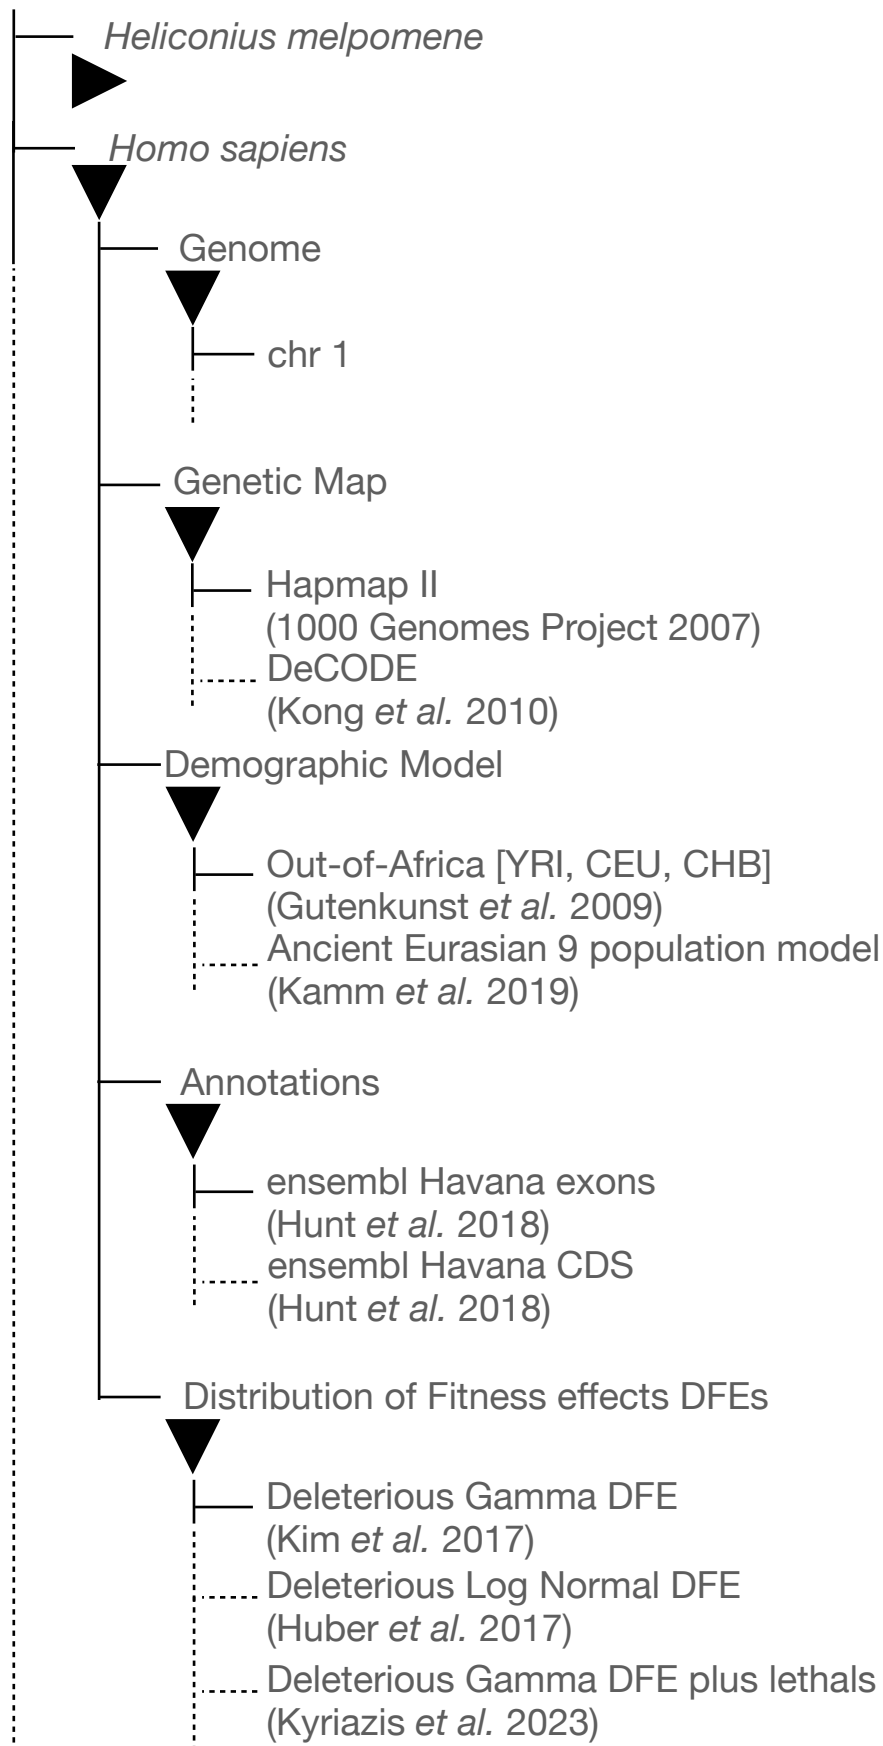 Heliconius melpomene
Homo sapiens
Genome
chr 1
Genetic Map
Hapmap II
(1000 Genomes Project 2007)
DeCODE
(Kong et al. 2010)
Demographic Model
Out-of-Africa [YRI, CEU, CHB]
(Gutenkunst et al. 2009)
Ancient Eurasian 9 population model
(Kamm et al. 2019)
Annotations
ensembl Havana exons
(Hunt et al. 2018)
ensembl Havana CDS
(Hunt et al. 2018)
Distribution of Fitness effects DFEs
Deleterious Gamma DFE
(Kim et al. 2017)
Deleterious Log Normal DFE
(Huber et al. 2017)
Deleterious Gamma DFE plus lethals
(Kyriazis et al. 2023)